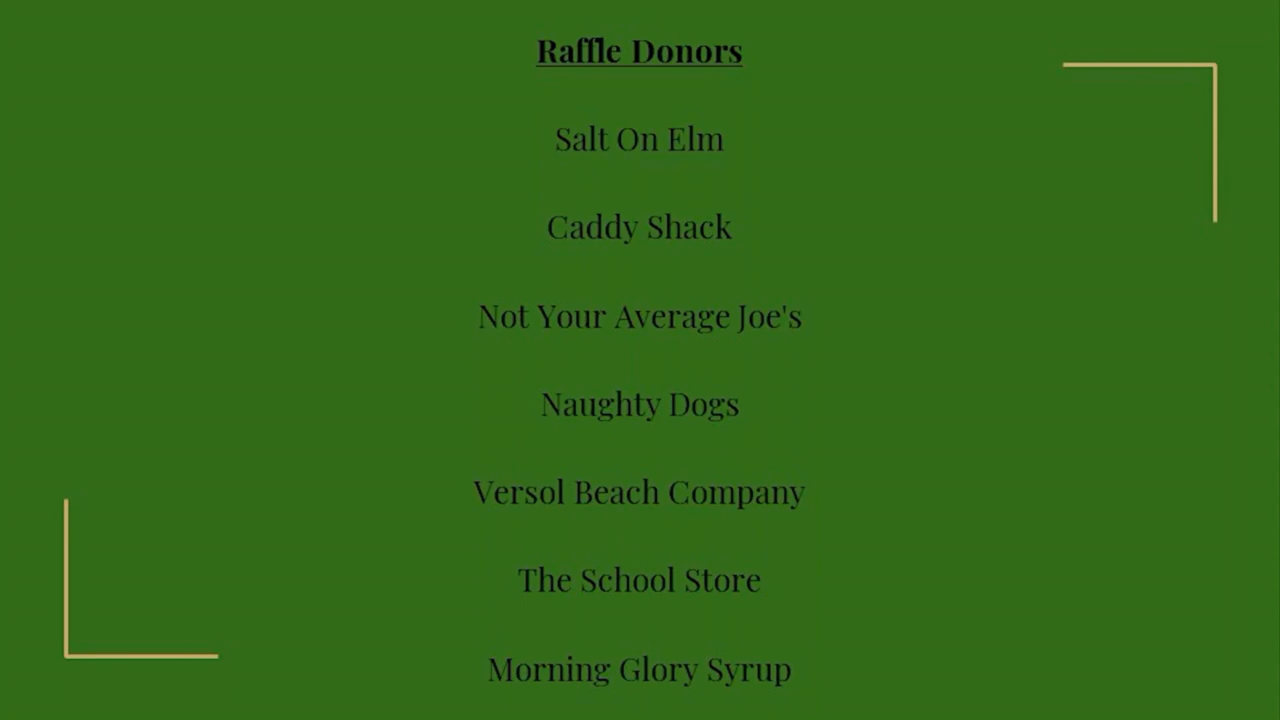 Raffle Donors
Salt On Elm
Caddy Shack
Not Your Average Joe's
Naughty Dogs
Versol Beach Company
The School Store
Morning Glory Syrup